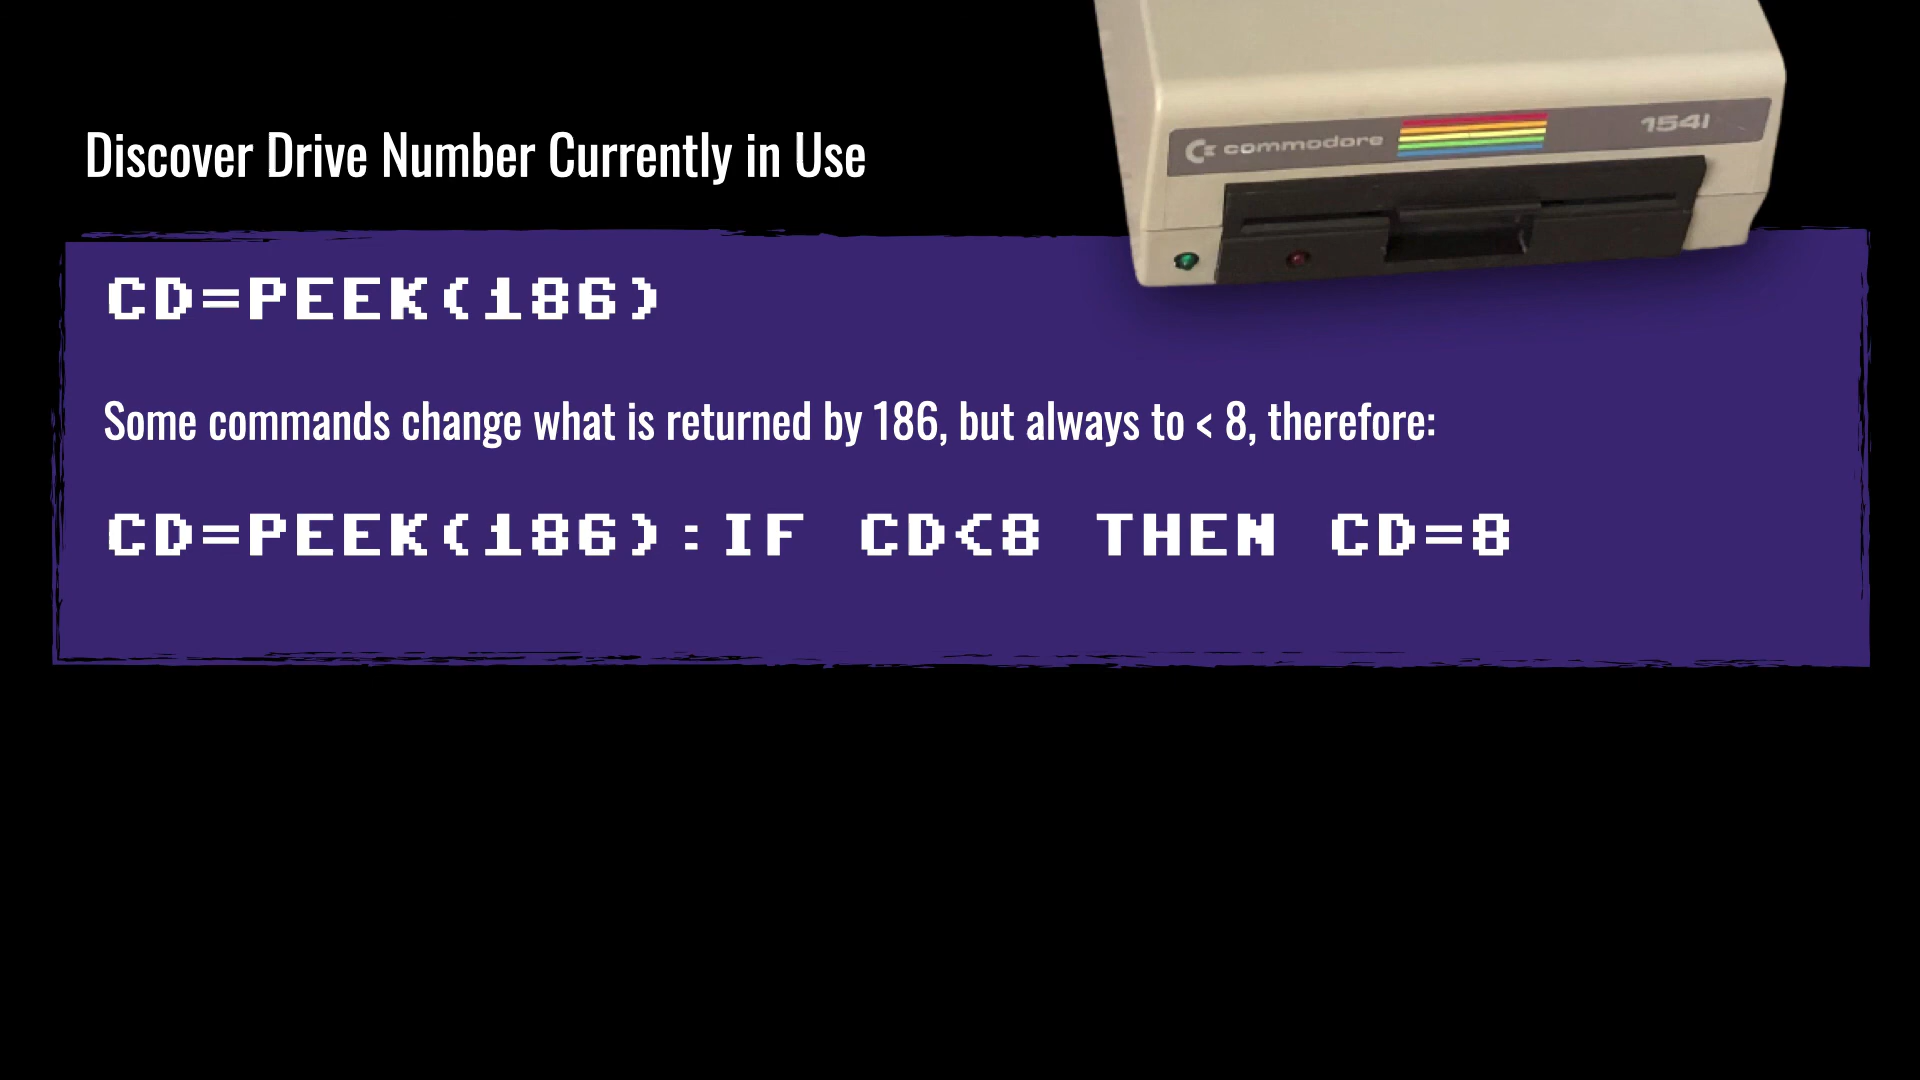 commodore 1541
Discover Drive Number Currently in Use
CD=PEEK(186)
Some commands change what is returned by 186, but always to < 8, therefore:
CD=PEEK(186):IF CD<8 THEN CD=8